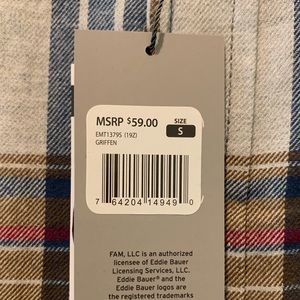 MSRP $59.00
SIZE
S
EMT1379S (19Z)
GRIFFEN
7 64204 14949 0
FAM, LLC is an authorized
licensee of Eddie Bauer
Licensing Services, LLC.
Eddie Bauer® and the
Eddie Bauer logos are
the registered trademarks